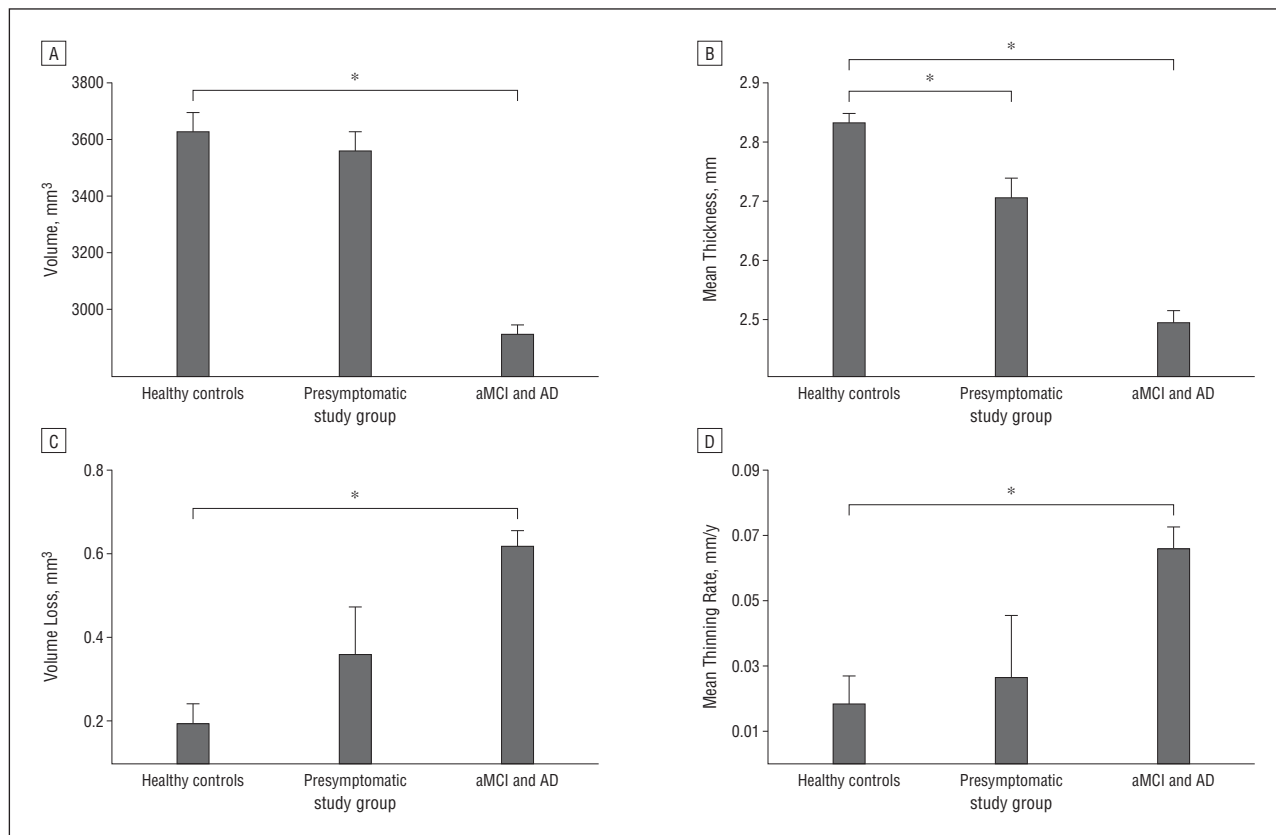 A
Volume, mm³
3800
3600
3400
3200
3000
*
Healthy controls
Presymptomatic
aMCI and AD
study group
B
Mean Thickness, mm
2.9
2.8
2.7
2.6
2.5
*
*
Healthy controls
Presymptomatic
aMCI and AD
study group
C
Volume Loss, mm³
0.8
0.6
0.4
0.2
*
Healthy controls
Presymptomatic
aMCI and AD
study group
D
Mean Thinning Rate, mm/y
0.09
0.07
0.05
0.03
0.01
*
Healthy controls
Presymptomatic
aMCI and AD
study group